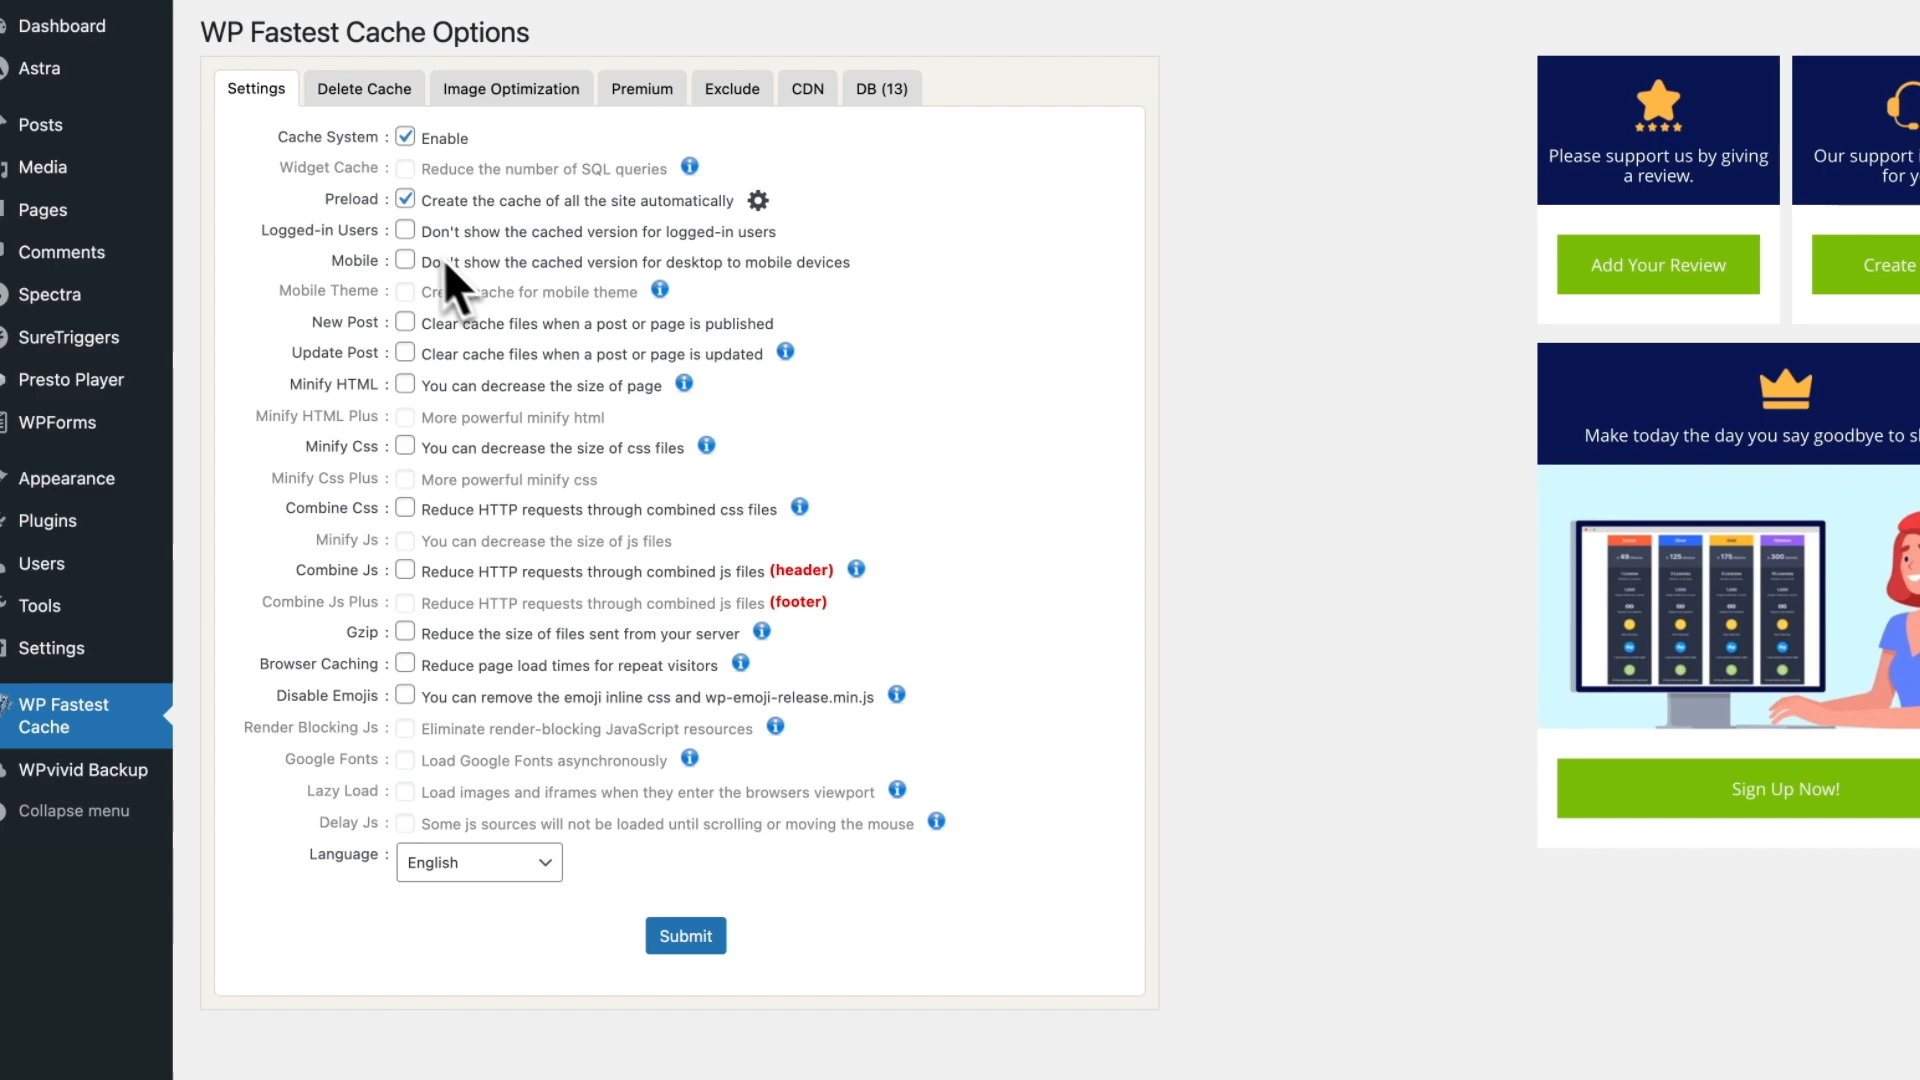 Dashboard
Astra
Posts
Media
Pages
Comments
Spectra
SureTriggers
Presto Player
WPForms
Appearance
Plugins
Users
Tools
Settings
WP Fastest
Cache
WPvivid Backup
Collapse menu
WP Fastest Cache Options
Settings Delete Cache Image Optimization Premium Exclude CDN DB (13)
Cache System : Enable
Widget Cache : Reduce the number of SQL queries
Preload : Create the cache of all the site automatically
Logged-in Users : Don't show the cached version for logged-in users
Mobile : Don't show the cached version for desktop to mobile devices
Mobile Theme : Cre ache for mobile theme
New Post : Clear cache files when a post or page is published
Update Post : Clear cache files when a post or page is updated
Minify HTML : You can decrease the size of page
Minify HTML Plus : More powerful minify html
Minify Css : You can decrease the size of css files
Minify Css Plus : More powerful minify css
Combine Css : Reduce HTTP requests through combined css files
Minify Js : You can decrease the size of js files
Combine Js : Reduce HTTP requests through combined js files (header)
Combine Js Plus : Reduce HTTP requests through combined js files (footer)
Gzip : Reduce the size of files sent from your server
Browser Caching : Reduce page load times for repeat visitors
Disable Emojis : You can remove the emoji inline css and wp-emoji-release.min.js
Render Blocking Js : Eliminate render-blocking JavaScript resources
Google Fonts : Load Google Fonts asynchronously
Lazy Load : Load images and iframes when they enter the browsers viewport
Delay Js : Some js sources will not be loaded until scrolling or moving the mouse
Language : English
Submit
Please support us by giving
a review.
Add Your Review
Our support
for y
Create
Make today the day you say goodbye to sl
49 125 175 300
Sign Up Now!